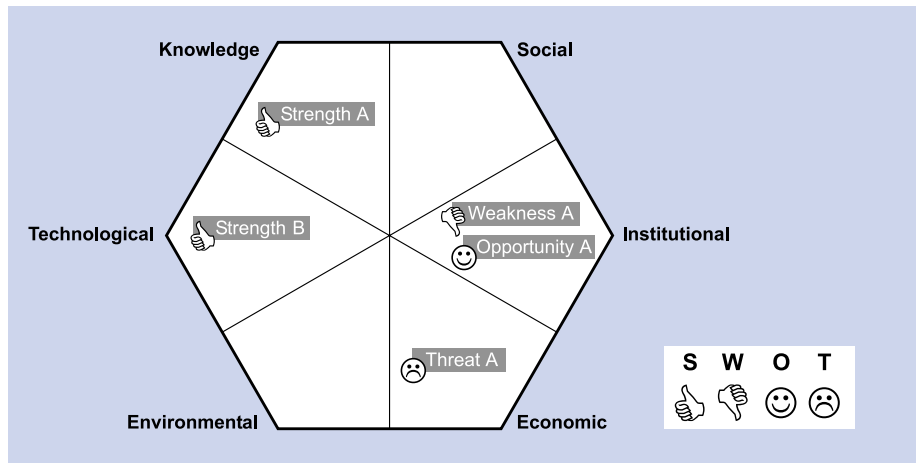 Knowledge
Social
Strength A
Weakness A
Technological
Strength B
Institutional
Opportunity A
Threat A
S W O T
Environmental
Economic